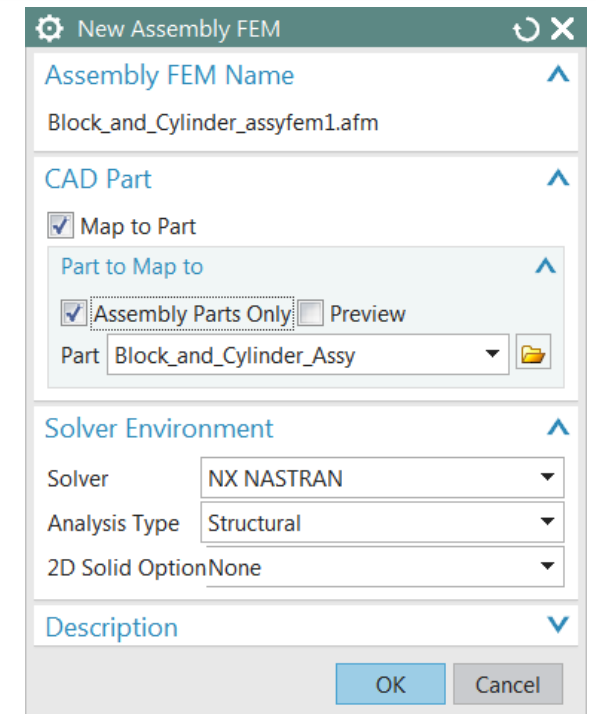 New Assembly FEM
Assembly FEM Name
Block_and_Cylinder_assyfem1.afm
CAD Part
Map to Part
Part to Map to
Assembly Parts Only Preview
Part Block_and_Cylinder_Assy
Solver Environment
Solver NX NASTRAN
Analysis Type Structural
2D Solid Option None
Description
OK Cancel